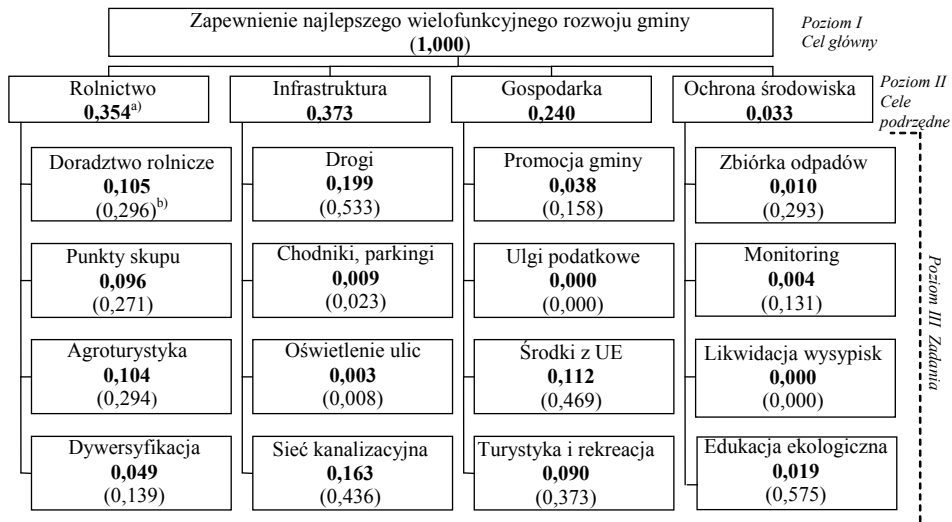 Zapewnienie najlepszego wielofunkcyjnego rozwoju gminy
(1,000)
Poziom I
Cel główny
Rolnictwo
0,354a)
Infrastruktura
0,373
Gospodarka
0,240
Ochrona środowiska
0,033
Poziom II
Cele
podrzędne
Doradztwo rolnicze
0,105
(0,296)b)
Drogi
0,199
(0,533)
Promocja gminy
0,038
(0,158)
Zbiórka odpadów
0,010
(0,293)
Punkty skupu
0,096
(0,271)
Chodniki, parkingi
0,009
(0,023)
Ulgi podatkowe
0,000
(0,000)
Monitoring
0,004
(0,131)
Agroturystyka
0,104
(0,294)
Oświetlenie ulic
0,003
(0,008)
Środki z UE
0,112
(0,469)
Likwidacja wysypisk
0,000
(0,000)
Dywersyfikacja
0,049
(0,139)
Sieć kanalizacyjna
0,163
(0,436)
Turystyka i rekreacja
0,090
(0,373)
Edukacja ekologiczna
0,019
(0,575)
Poziom III Zadania